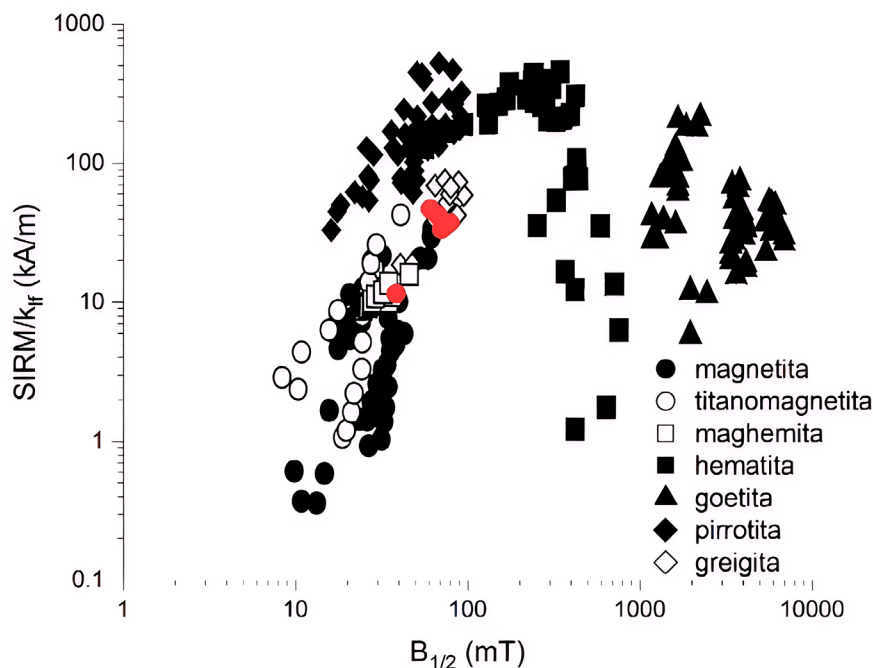 1000
100
10
1
0.1
SIRM/k_lf (kA/m)
magnetita
titanomagnetita
maghemita
hematita
goetita
pirrotita
greigita
1 10 100 1000 10000
B_1/2 (mT)